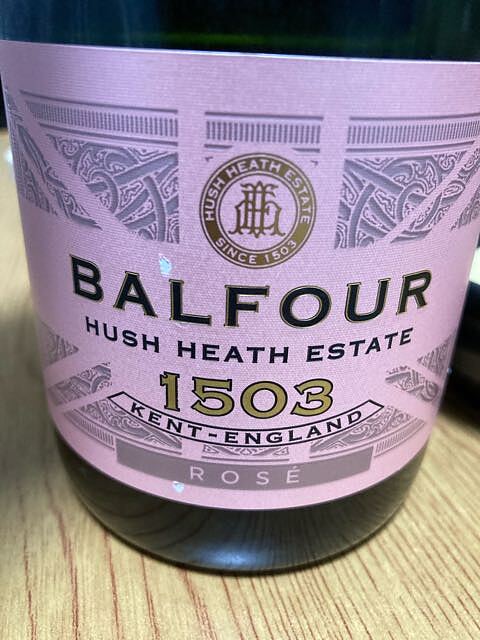 HUSH HEATH ESTATE
SINCE 1503
BALFOUR
HUSH HEATH ESTATE
1503
KENT-ENGLAND
ROSÉ